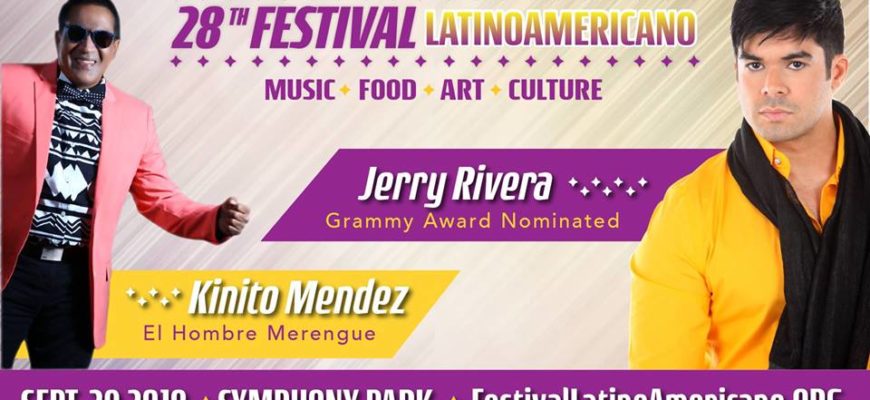 28TH FESTIVAL LATINOAMERICANO
MUSIC FOOD ART CULTURE
Jerry Rivera
Grammy Award Nominated
Kinito Mendez
El Hombre Merengue
SEPT. SYMPHONY PARK FestivalLatinoAmericano.ORG